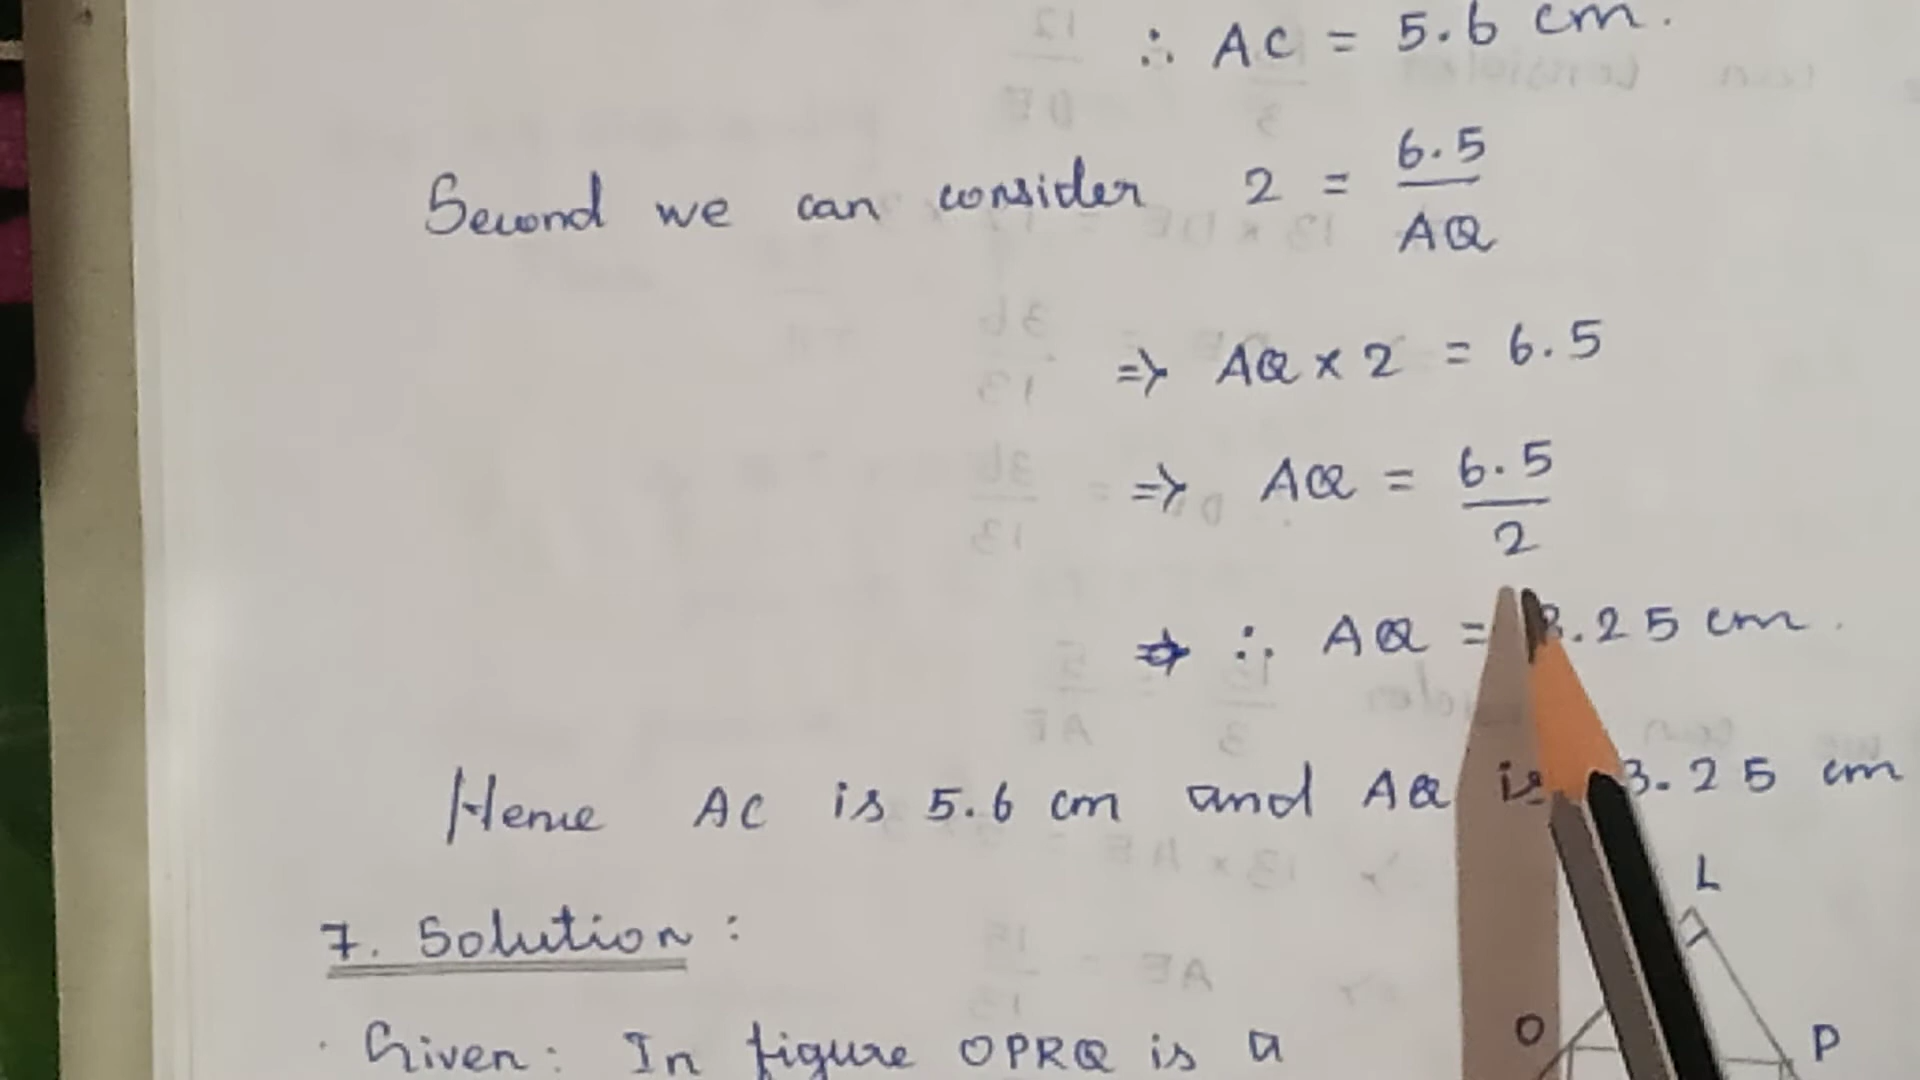 ∴ AC = 5.6 cm.
Second we can consider 2 = 6.5/AQ
=> AQ × 2 = 6.5
=> AQ = 6.5/2
∴ AQ = 3.25 cm.
Hence AC is 5.6 cm and AQ is 3.25 cm
7. Solution :
Given: In figure OPRQ is a
L
O
P